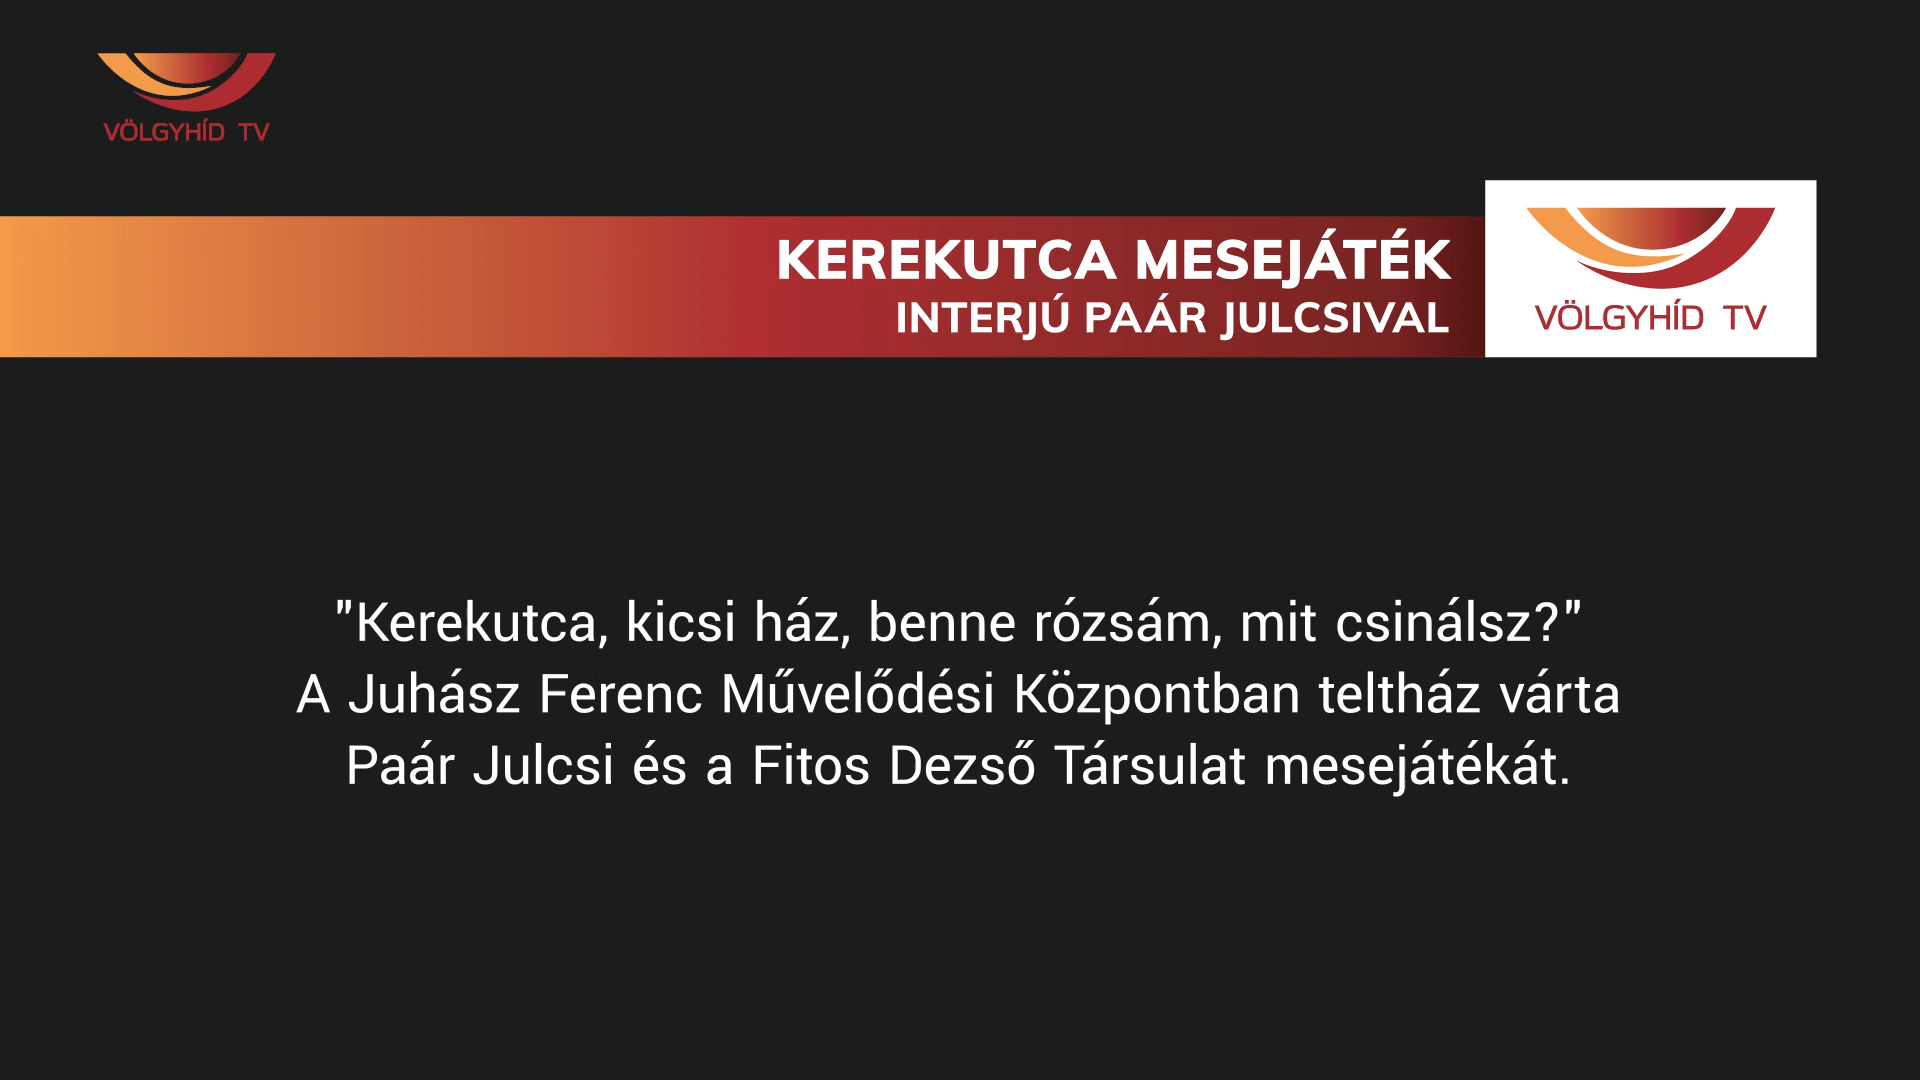 VÖLGYHÍD TV
KEREKUTCA MESEJÁTÉK
INTERJÚ PAÁR JULCSIVAL
VÖLGYHÍD TV
"Kerekutca, kicsi ház, benne rózsám, mit csinálsz?"
A Juhász Ferenc Művelődési Központban teltház várta
Paár Julcsi és a Fitos Dezső Társulat mesejátékát.